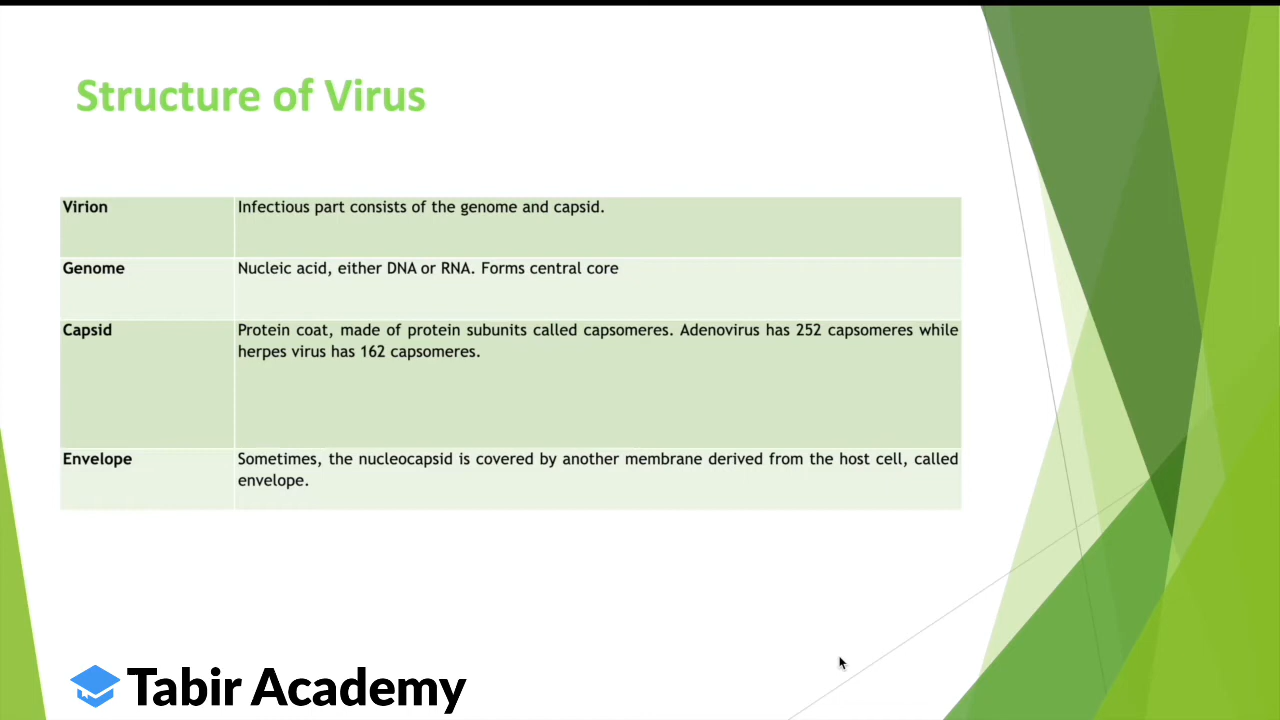 Structure of Virus
Virion
Infectious part consists of the genome and capsid.
Genome
Nucleic acid, either DNA or RNA. Forms central core
Capsid
Protein coat, made of protein subunits called capsomeres. Adenovirus has 252 capsomeres while
herpes virus has 162 capsomeres.
Envelope
Sometimes, the nucleocapsid is covered by another membrane derived from the host cell, called
envelope.
Tabir Academy